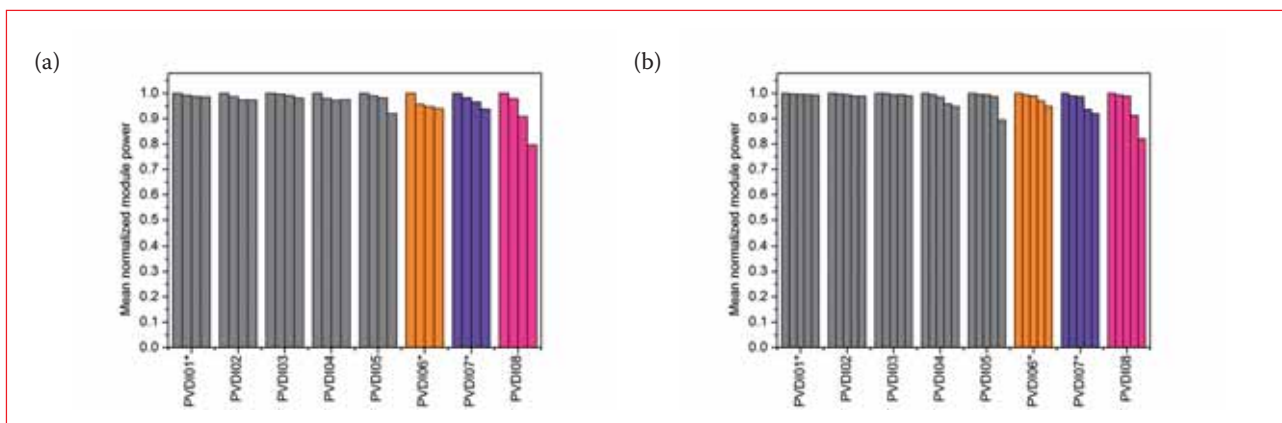 (a)
Mean normalized module power
1.0
0.9
0.8
0.7
0.6
0.5
0.4
0.3
0.2
0.1
0.0
PVDI01*
PVDI02
PVDI03
PVDI04
PVDI05
PVDI06*
PVDI07*
PVDI08
(b)
Mean normalized module power
1.0
0.9
0.8
0.7
0.6
0.5
0.4
0.3
0.2
0.1
0.0
PVDI01*
PVDI02
PVDI03
PVDI04
PVDI05
PVDI06*
PVDI07*
PVDI08